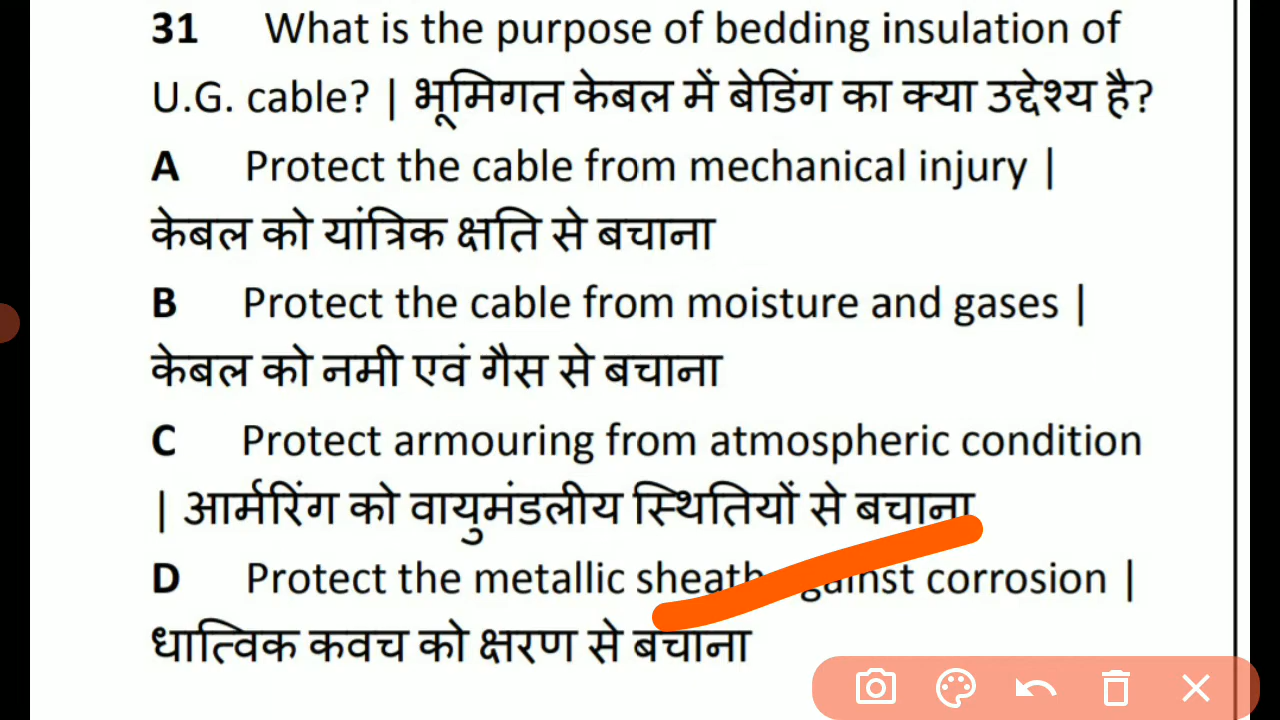 31 What is the purpose of bedding insulation of
U.G. cable? | भूमिगत केबल में बेडिंग का क्या उद्देश्य है?
A Protect the cable from mechanical injury |
केबल को यांत्रिक क्षति से बचाना
B Protect the cable from moisture and gases |
केबल को नमी एवं गैस से बचाना
C Protect armouring from atmospheric condition
| आर्मरिंग को वायुमंडलीय स्थितियों से बचाना
D Protect the metallic sheath against corrosion |
धात्विक कवच को क्षरण से बचाना